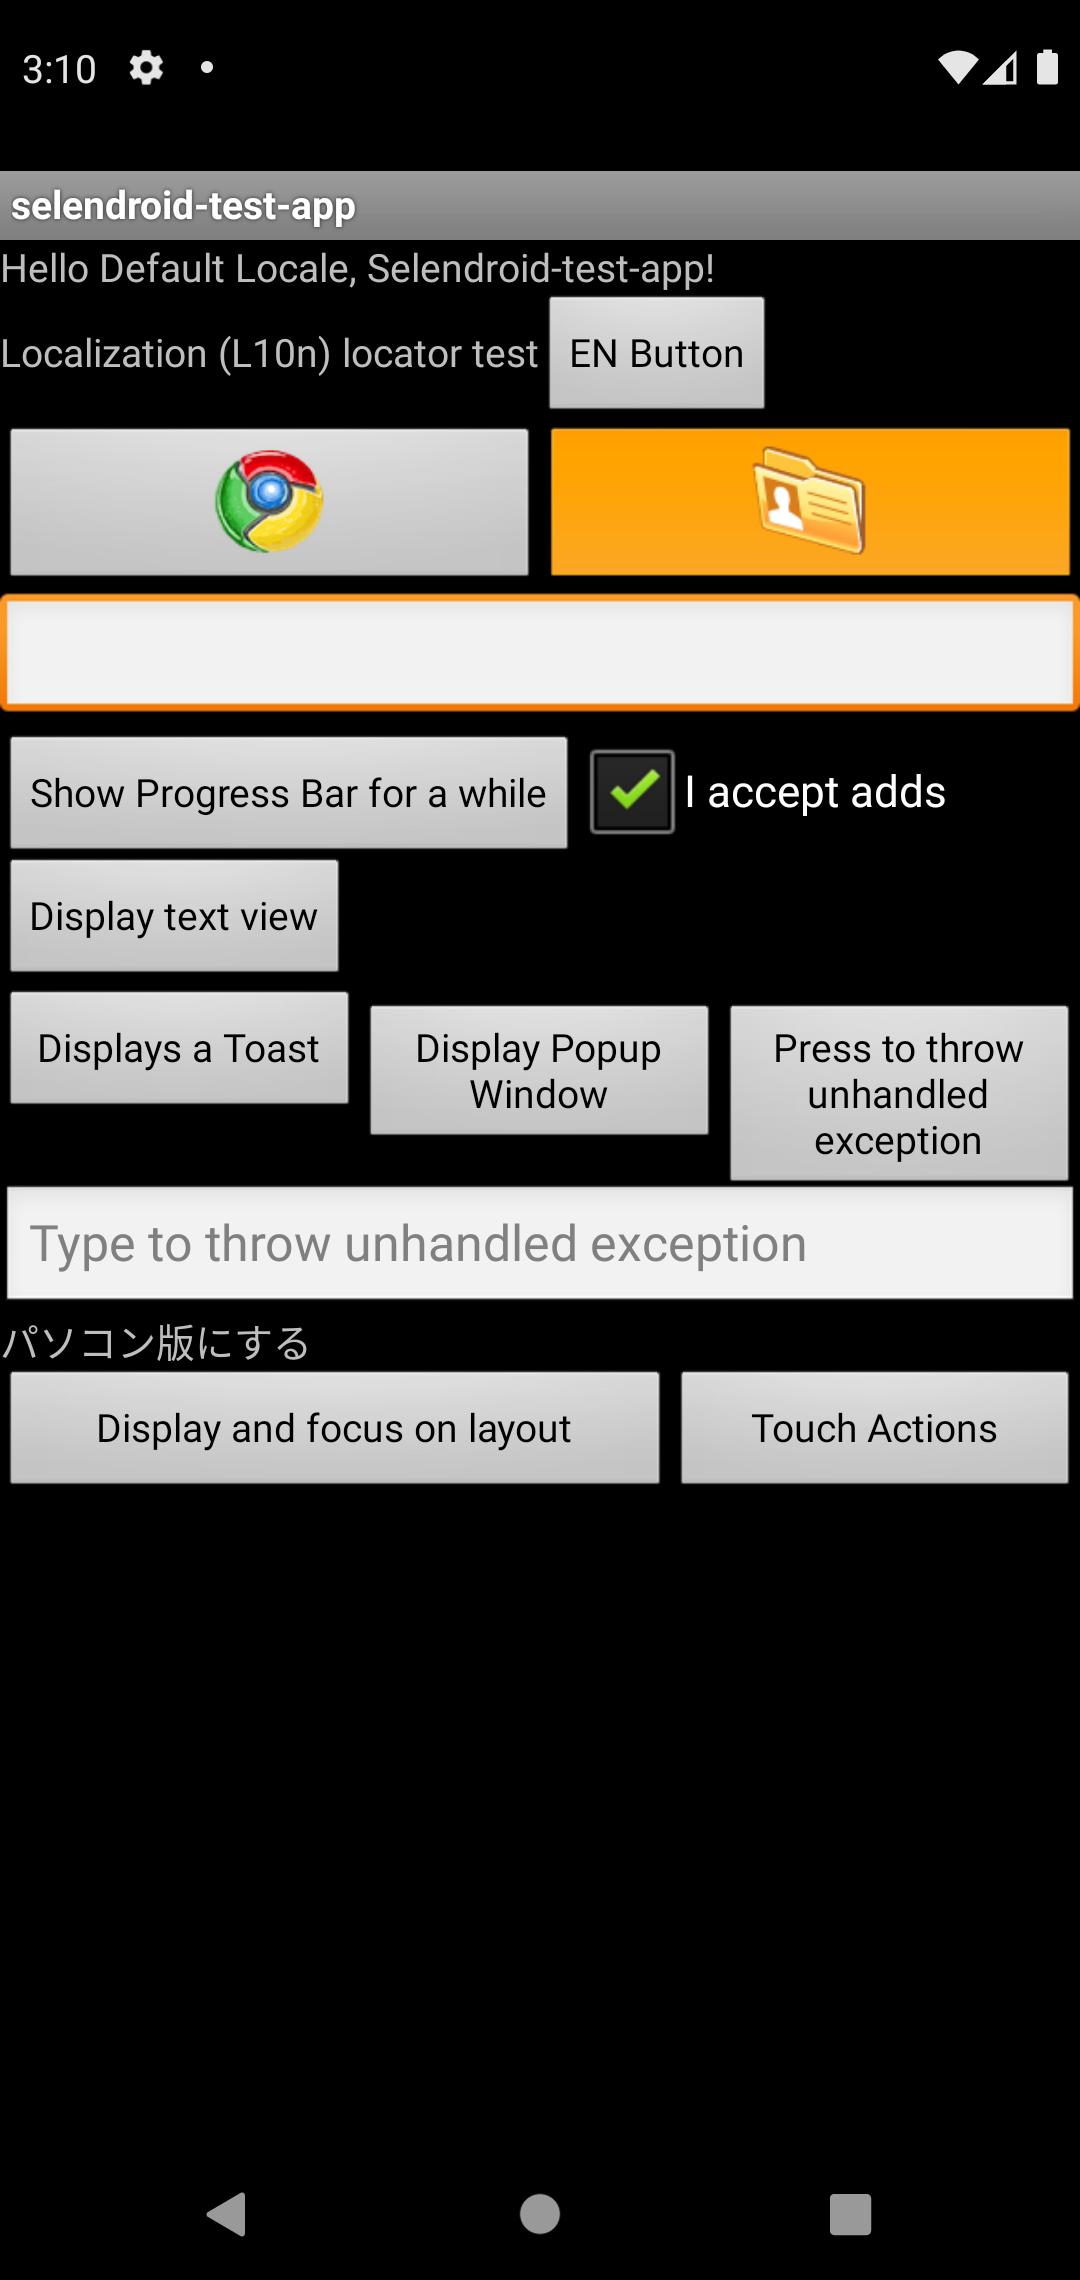 3:10
selendroid-test-app
Hello Default Locale, Selendroid-test-app!
Localization (L10n) locator test
EN Button
Show Progress Bar for a while
I accept adds
Display text view
Displays a Toast
Display Popup
Window
Press to throw
unhandled
exception
Type to throw unhandled exception
パソコン版にする
Display and focus on layout
Touch Actions